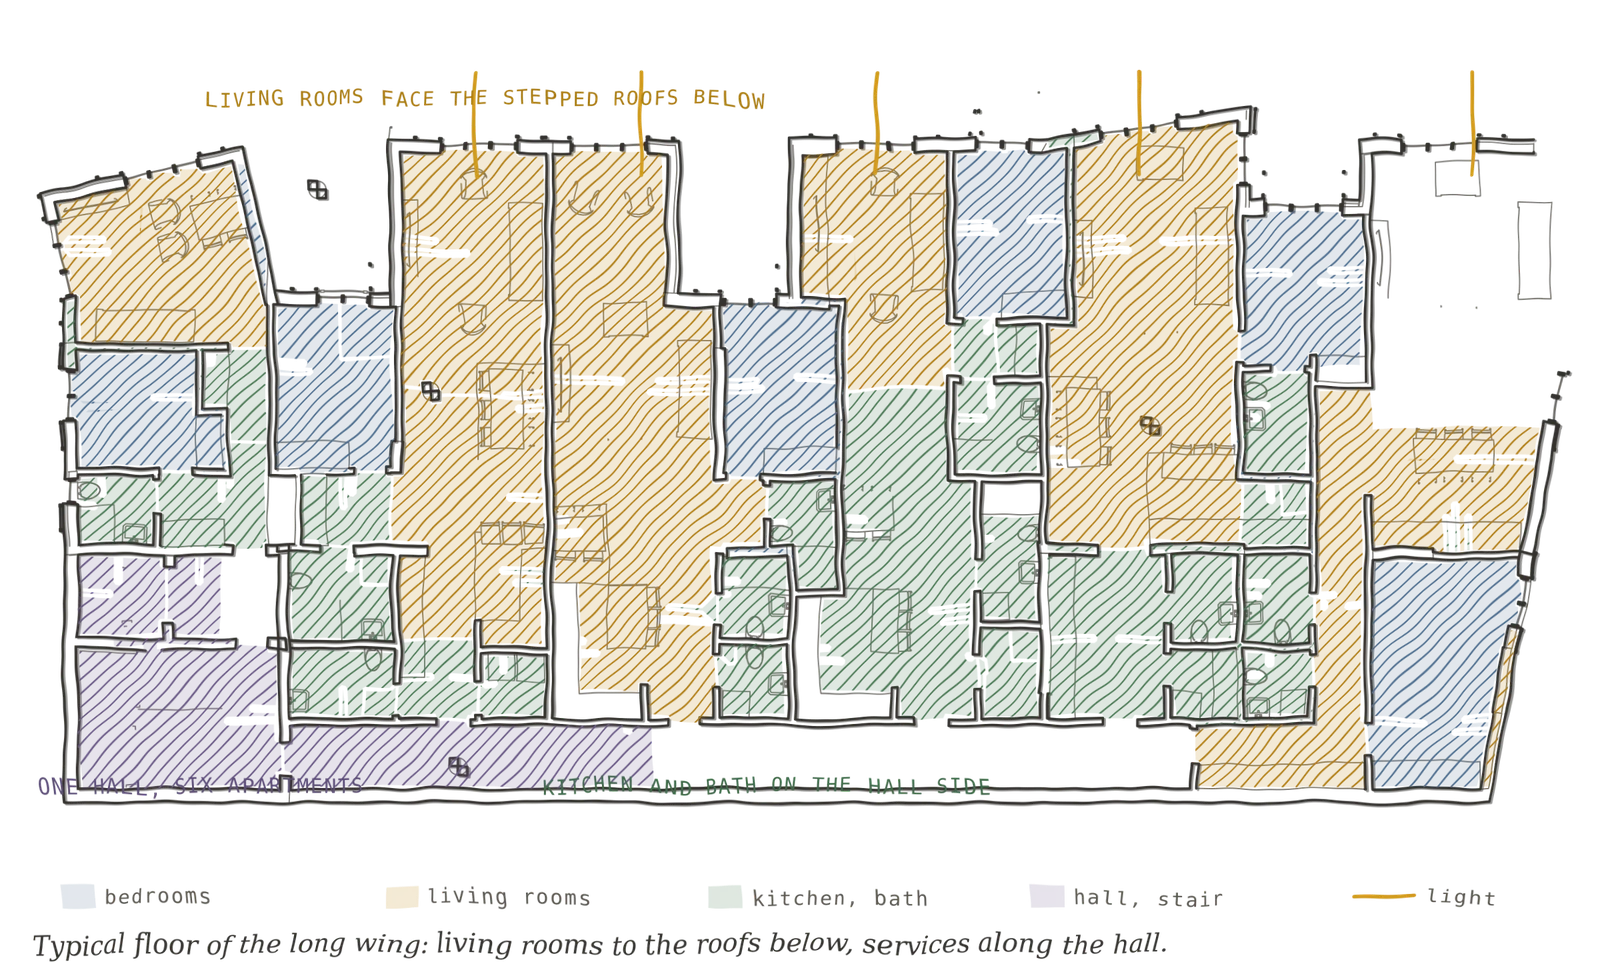 LIVING ROOMS FACE THE STEPPED ROOFS BELOW
ONE HALL, SIX APARTMENTS
KITCHEN AND BATH ON THE HALL SIDE
bedrooms
living rooms
kitchen, bath
hall, stair
light
Typical floor of the long wing: living rooms to the roofs below, services along the hall.